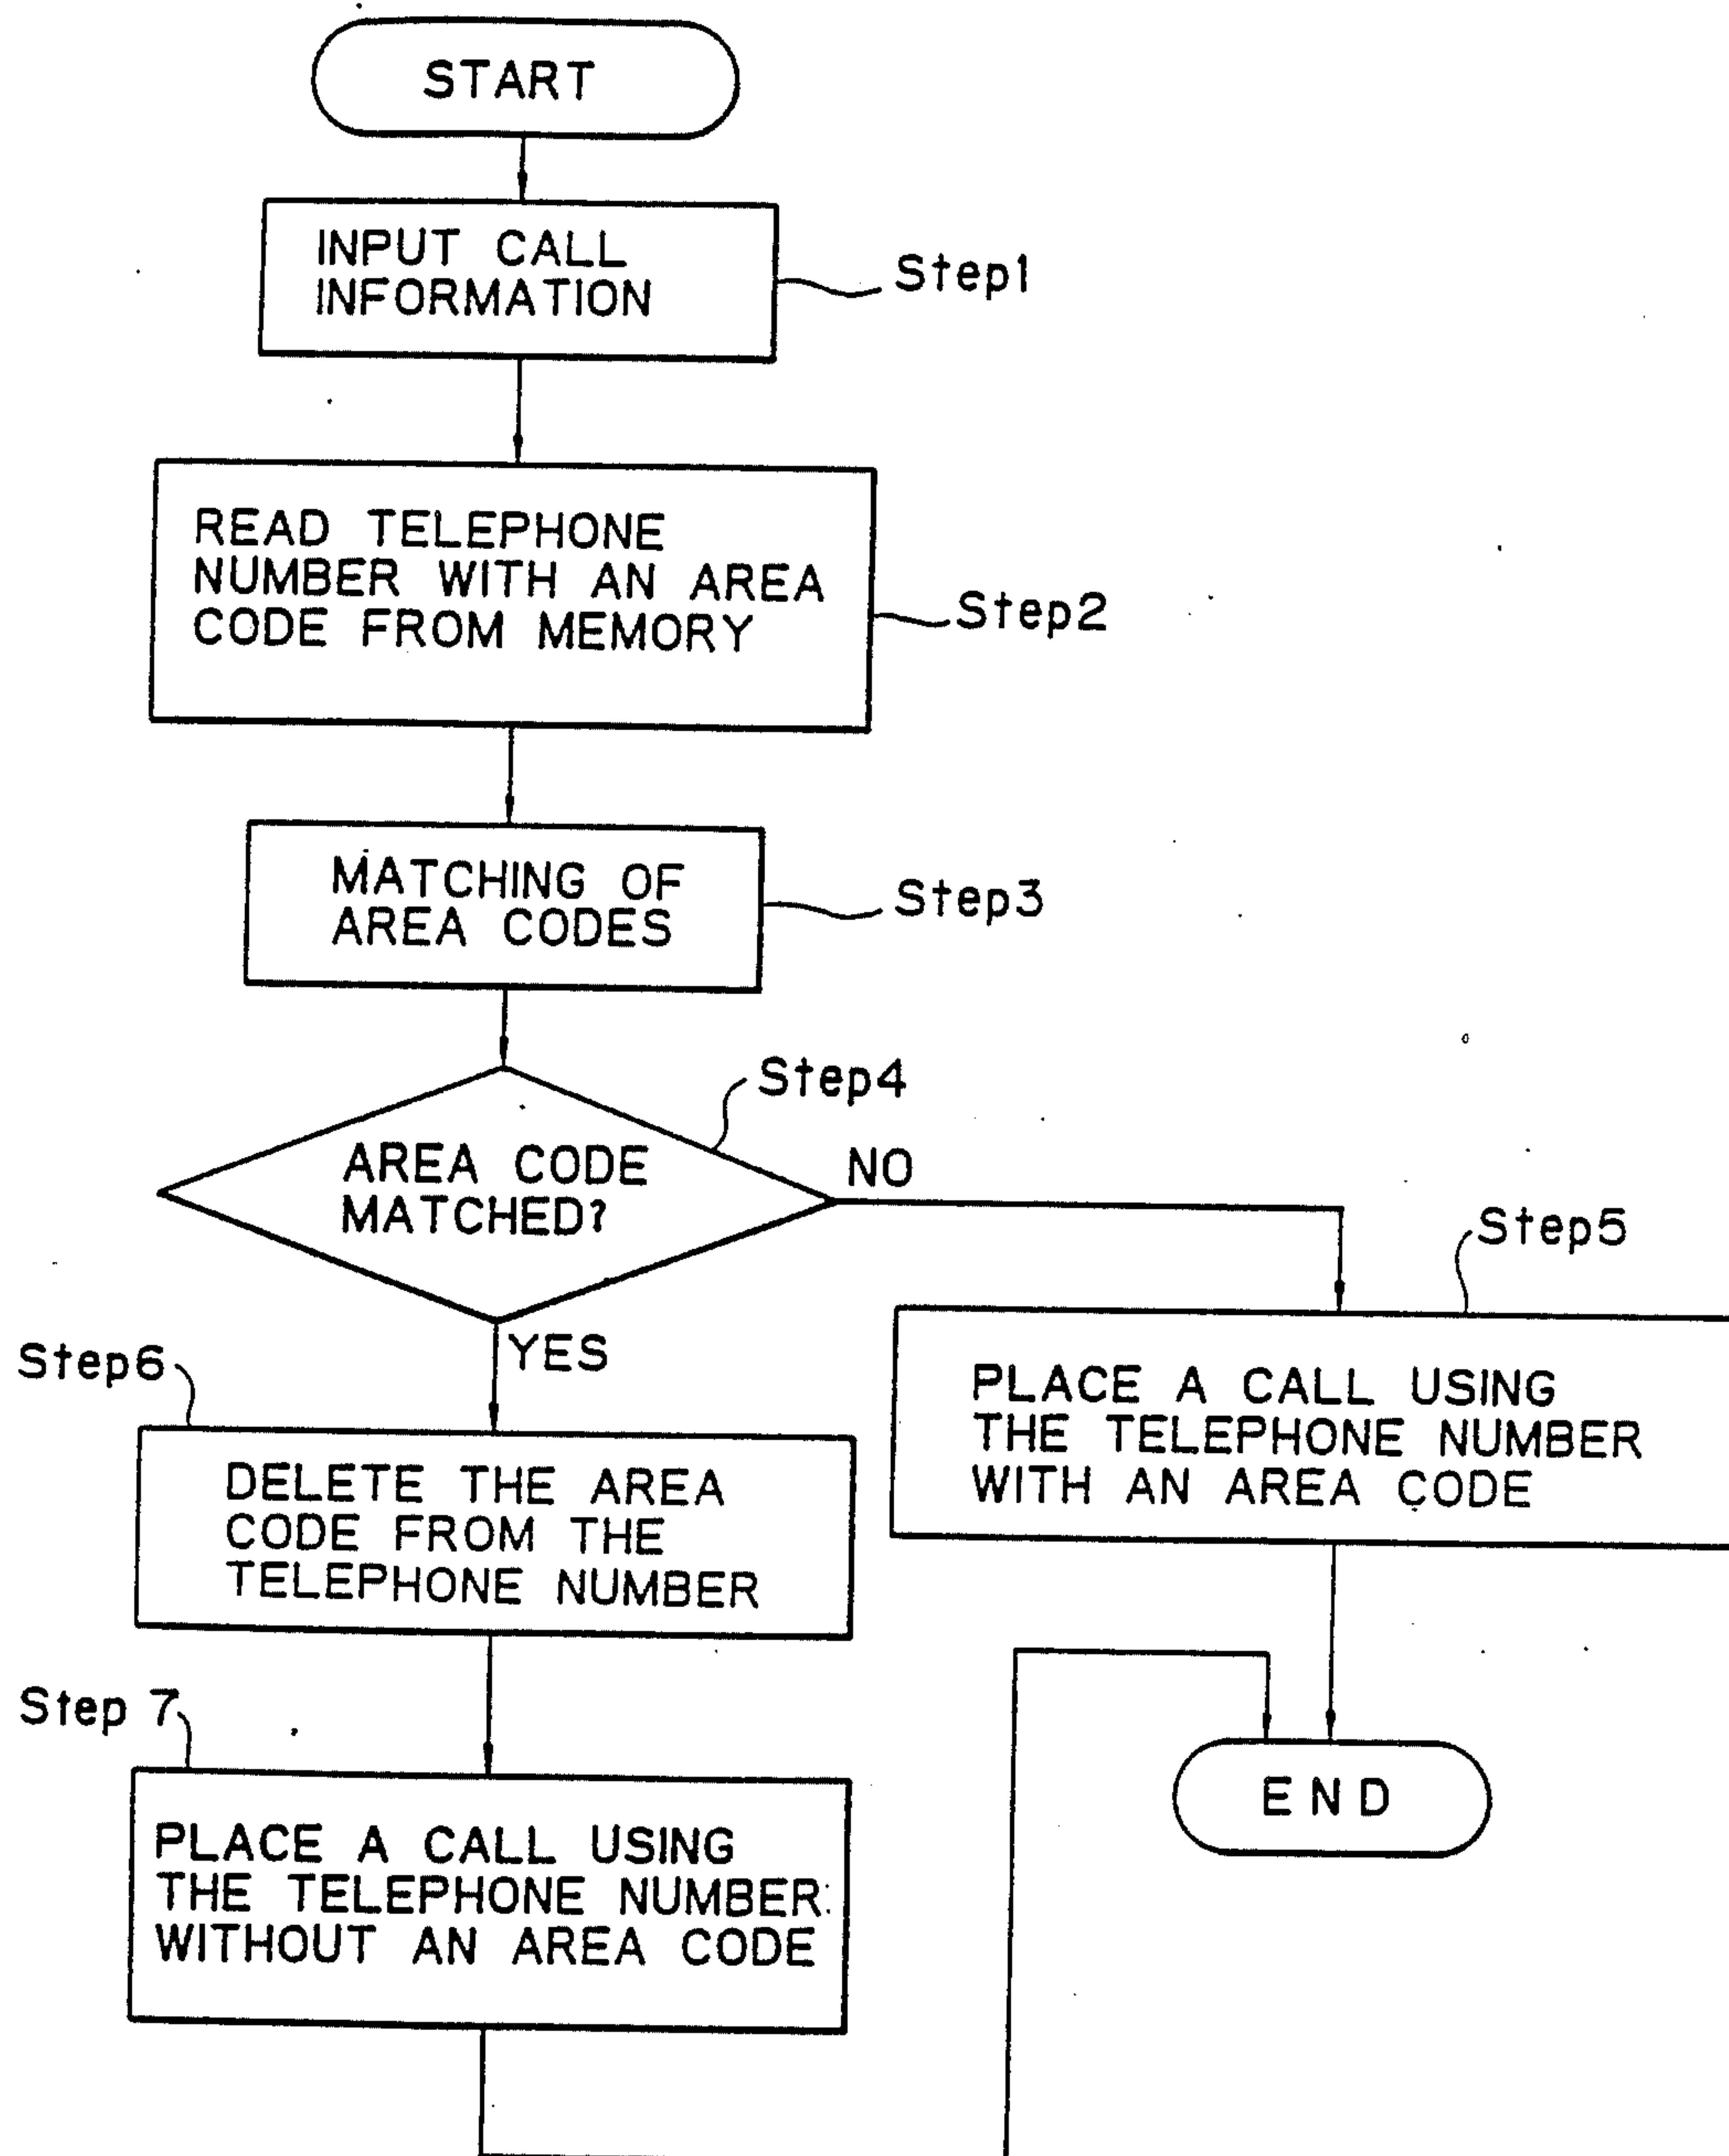 START
INPUT CALL
INFORMATION
Step1
READ TELEPHONE
NUMBER WITH AN AREA
CODE FROM MEMORY
Step2
MATCHING OF
AREA CODES
Step3
Step4
AREA CODE
MATCHED?
NO
YES
Step5
PLACE A CALL USING
THE TELEPHONE NUMBER
WITH AN AREA CODE
Step6
DELETE THE AREA
CODE FROM THE
TELEPHONE NUMBER
Step 7
PLACE A CALL USING
THE TELEPHONE NUMBER
WITHOUT AN AREA CODE
END